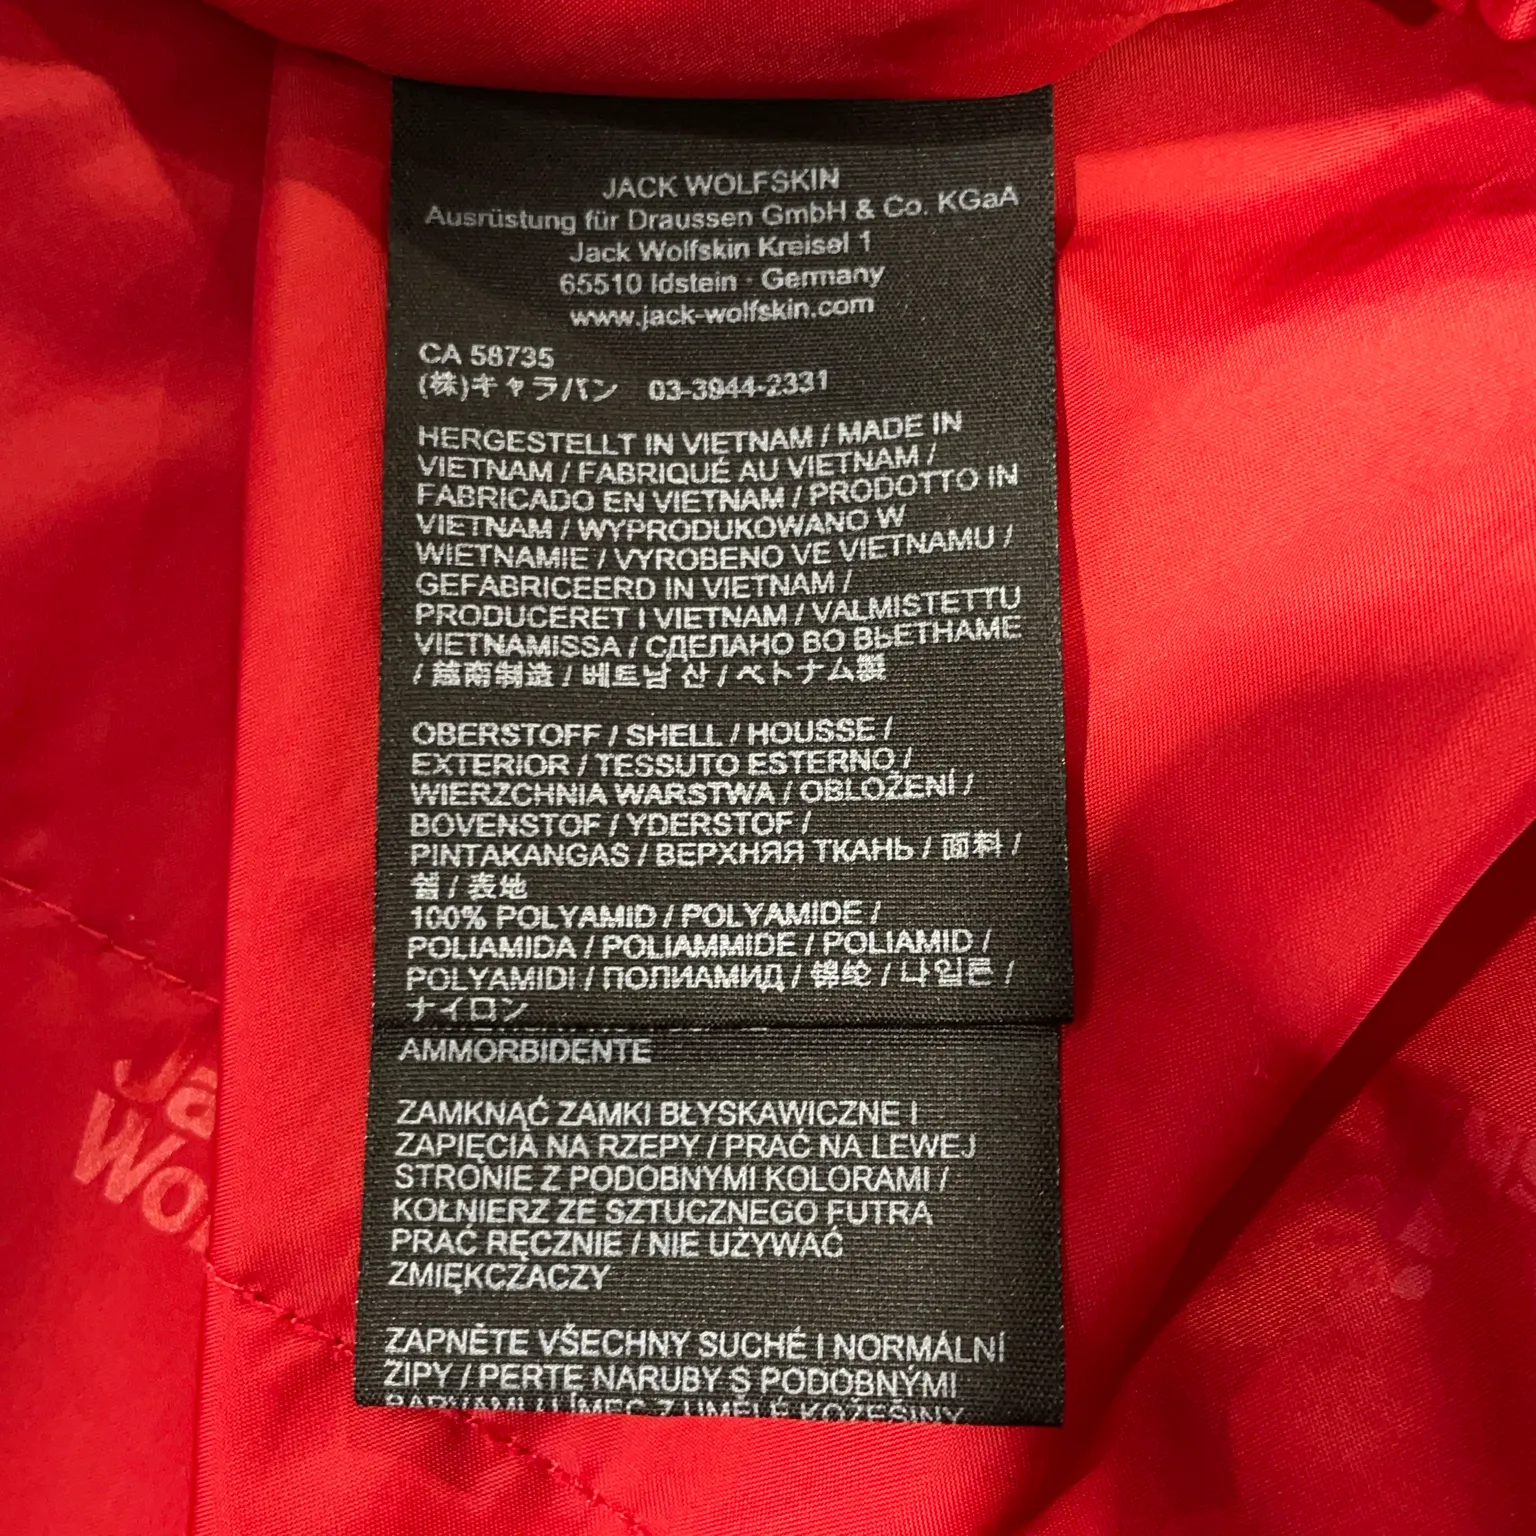 JACK WOLFSKIN
Ausrüstung für Draussen GmbH & Co. KGaA
Jack Wolfskin Kreisel 1
65510 Idstein · Germany
www.jack-wolfskin.com
CA 58735
(株)キャラバン 03-3944-2331
HERGESTELLT IN VIETNAM / MADE IN
VIETNAM / FABRIQUÉ AU VIETNAM /
FABRICADO EN VIETNAM / PRODOTTO IN
VIETNAM / WYPRODUKOWANO W
WIETNAMIE / VYROBENO VE VIETNAMU /
GEFABRICEERD IN VIETNAM /
PRODUCERET I VIETNAM / VALMISTETTU
VIETNAMISSA / СДЕЛАНО ВО ВЬЕТНАМЕ
/ 越南制造 / 베트남 산 / ベトナム製
OBERSTOFF / SHELL / HOUSSE /
EXTERIOR / TESSUTO ESTERNO /
WIERZCHNIA WARSTWA / OBLOŽENÍ /
BOVENSTOF / YDERSTOF /
PINTAKANGAS / ВЕРХНЯЯ ТКАНЬ / 面料 /
쉘 / 表地
100% POLYAMID / POLYAMIDE /
POLIAMIDA / POLIAMMIDE / POLIAMID /
POLYAMIDI / ПОЛИАМИД / 锦纶 / 나일론 /
ナイロン
AMMORBIDENTE
ZAMKNĄĆ ZAMKI BŁYSKAWICZNE I
ZAPIĘCIA NA RZEPY / PRAĆ NA LEWEJ
STRONIE Z PODOBNYMI KOLORAMI /
KOŁNIERZ ZE SZTUCZNEGO FUTRA
PRAĆ RĘCZNIE / NIE UŻYWAĆ
ZMIĘKCZACZY
ZAPNĚTE VŠECHNY SUCHÉ I NORMÁLNÍ
ZIPY / PERTE NARUBY S PODOBNÝMI
BARVAMI / LÍMEC Z UMĚLÉ KOŽEŠINY
Ja
Wo